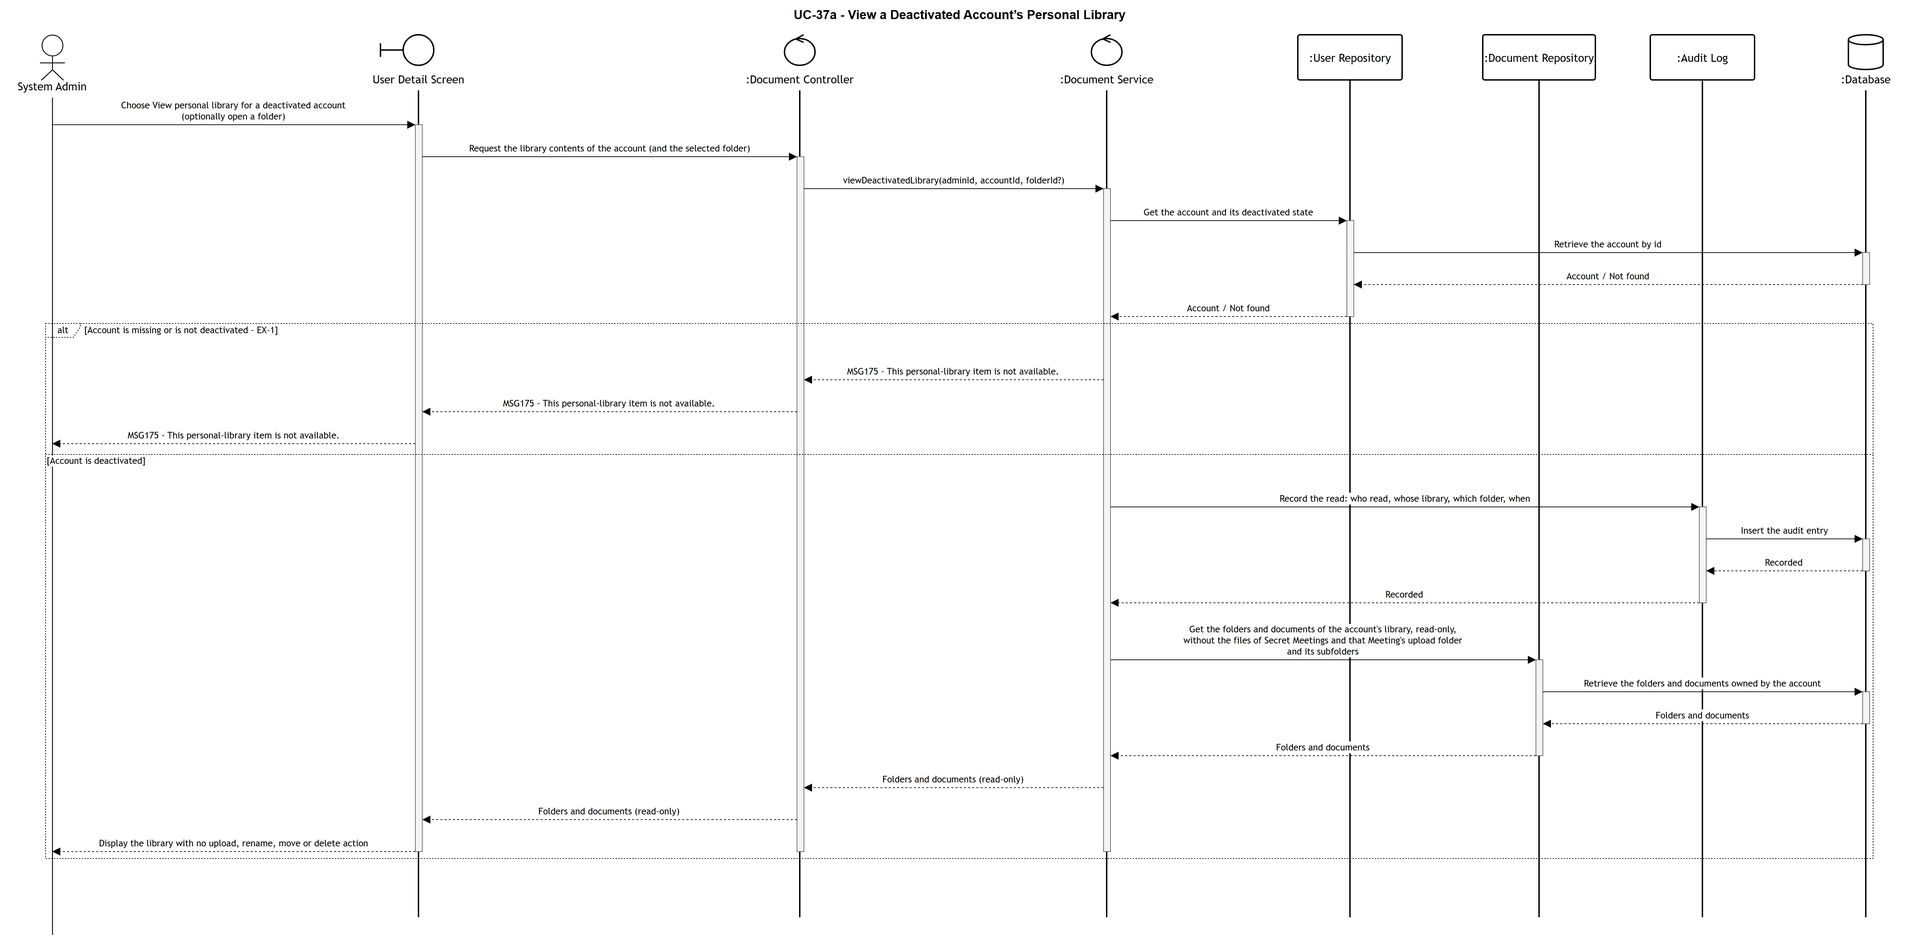 UC-37a - View a Deactivated Account's Personal Library
System Admin
User Detail Screen
:Document Controller
:Document Service
:User Repository
:Document Repository
:Audit Log
:Database
Choose View personal library for a deactivated account
(optionally open a folder)
Request the library contents of the account (and the selected folder)
viewDeactivatedLibrary(adminId, accountId, folderId?)
Get the account and its deactivated state
Retrieve the account by id
Account / Not found
Account / Not found
alt
[Account is missing or is not deactivated - EX-1]
MSG175 - This personal-library item is not available.
MSG175 - This personal-library item is not available.
MSG175 - This personal-library item is not available.
[Account is deactivated]
Record the read: who read, whose library, which folder, when
Insert the audit entry
Recorded
Recorded
Get the folders and documents of the account's library, read-only,
without the files of Secret Meetings and that Meeting's upload folder
and its subfolders
Retrieve the folders and documents owned by the account
Folders and documents
Folders and documents
Folders and documents (read-only)
Folders and documents (read-only)
Display the library with no upload, rename, move or delete action